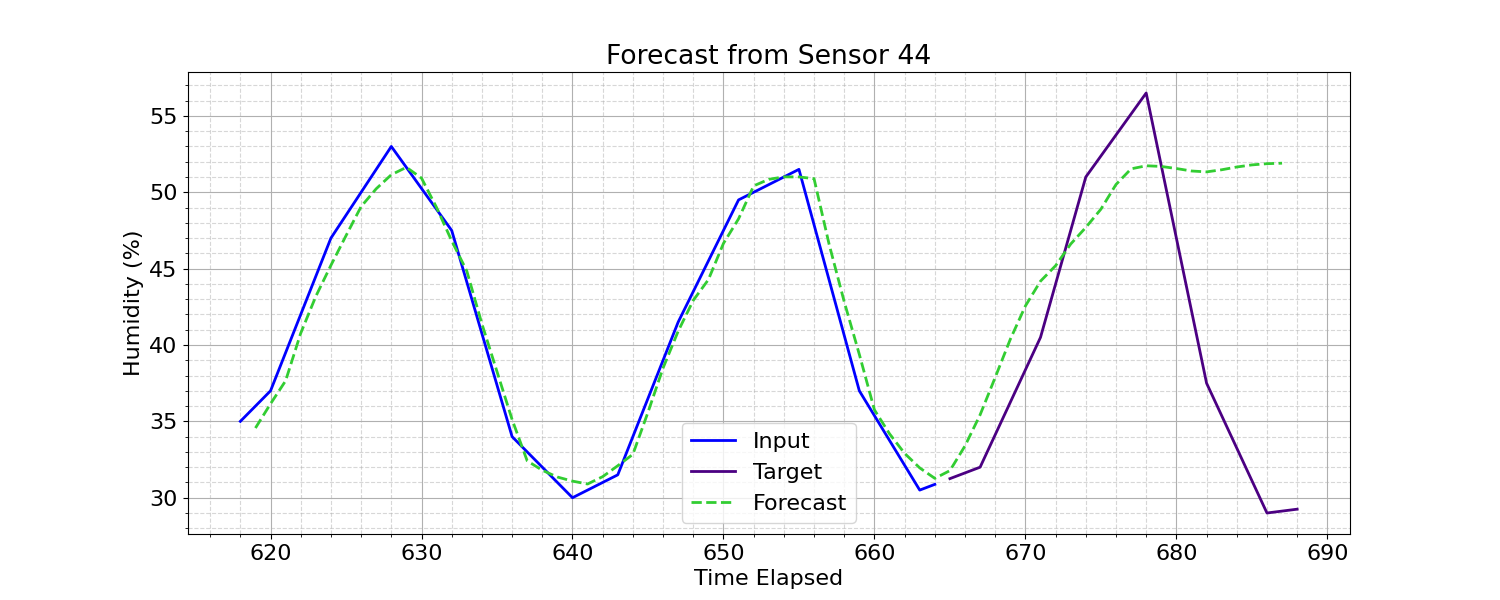 Forecast from Sensor 44
Humidity (%)
55
50
45
40
35
30
Input
Target
Forecast
620 630 640 650 660 670 680 690
Time Elapsed